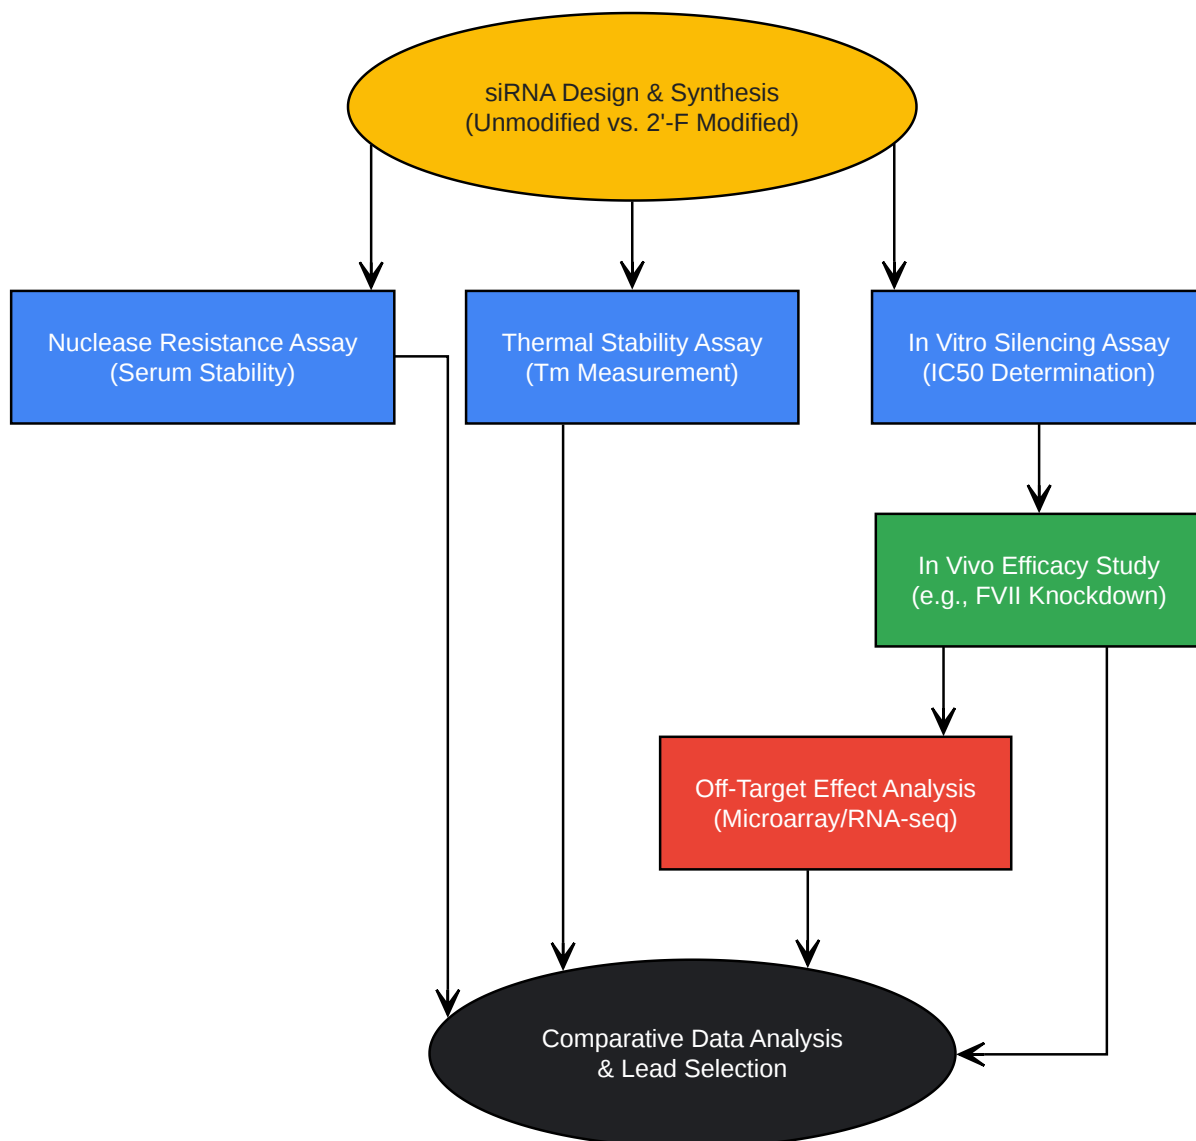 siRNA Design & Synthesis
(Unmodified vs. 2'-F Modified)
Nuclease Resistance Assay
(Serum Stability)
Thermal Stability Assay
(Tm Measurement)
In Vitro Silencing Assay
(IC50 Determination)
In Vivo Efficacy Study
(e.g., FVII Knockdown)
Off-Target Effect Analysis
(Microarray/RNA-seq)
Comparative Data Analysis
& Lead Selection